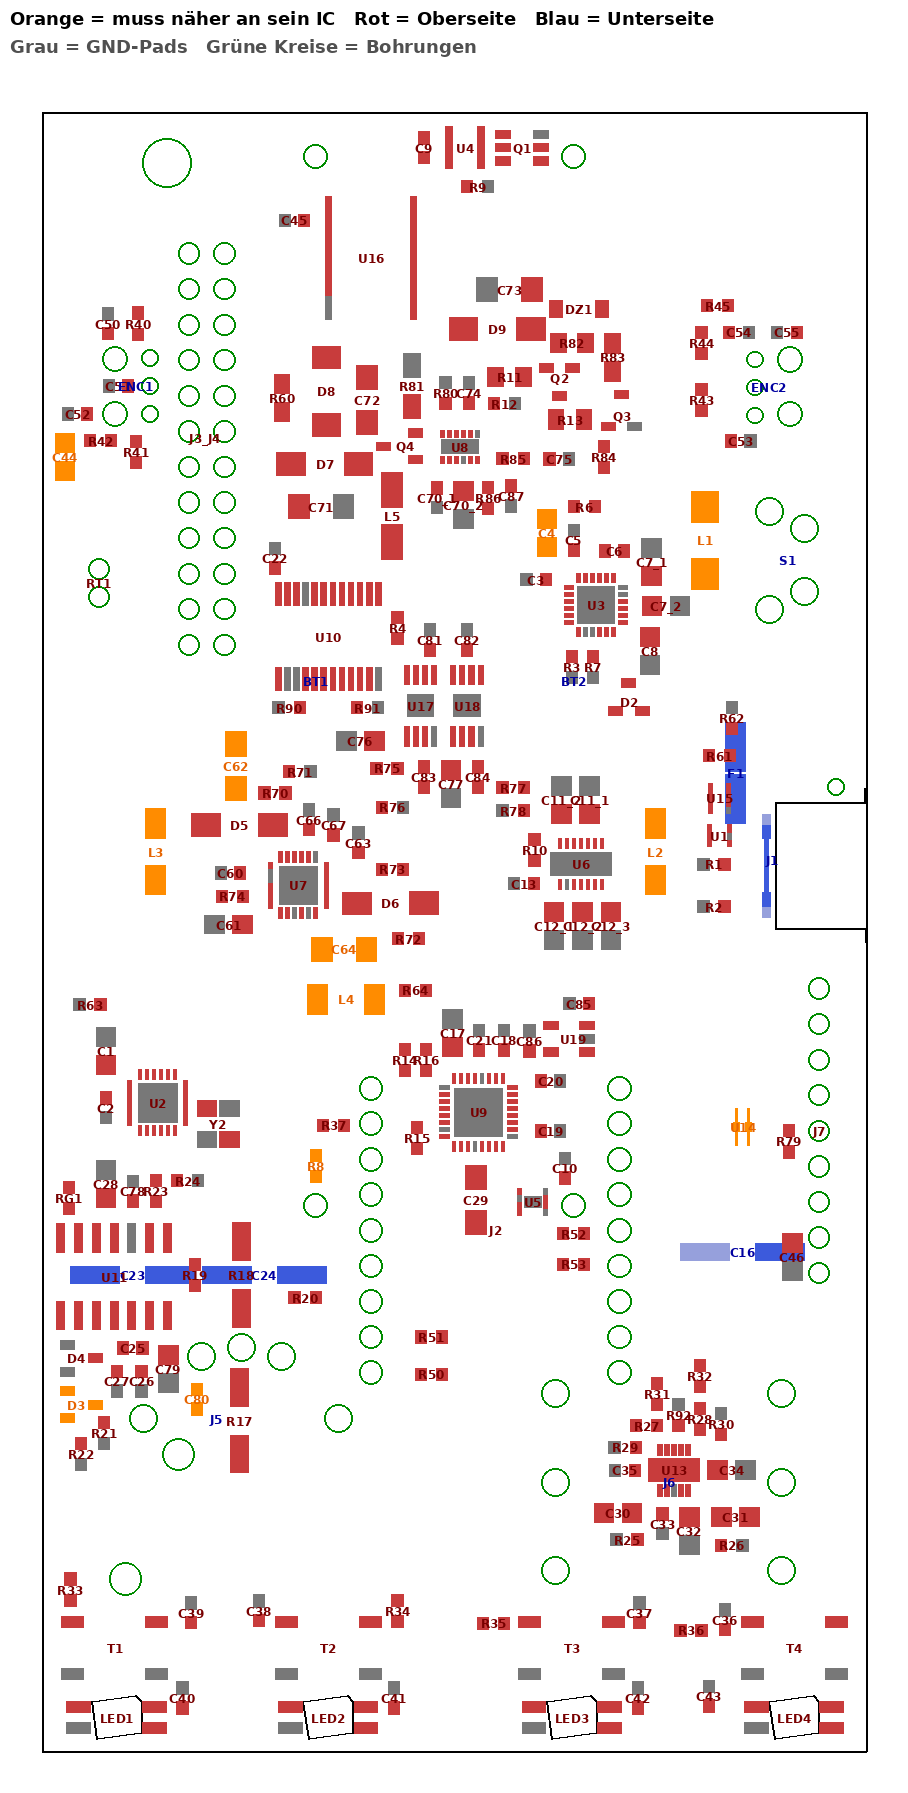 Orange = muss näher an sein IC   Rot = Oberseite   Blau = Unterseite
Grau = GND-Pads   Grüne Kreise = Bohrungen
C9 U4 Q1
R9
C45
U16
C73
R45
DZ1
C50 R40 D9 C54 C55
R82 R44
R83
R11 Q2
ENC1 R81 ENC2
D8 R80 C74
R60 C72 R12 R43
C52 R13 Q3
J3_J4
R42 Q4 U8 C53
R41
C44 D7 R85 C75 R84
C70_1 R86 C87
C71 C70_2 R6
L5
C4 C5 L1
C6
C22 C7_1 S1
R11 C3
U3 C7_2
R4
U10 C81 C82
C8
R3 R7
BT1 BT2
D2
R90 R91 U17 U18
R62
C76
R61
C62 R71 R75 F1
C83 C77 C84
R70 R77
C11_1 U15
R76 R78
C66 C67
D5 U1
C63
L3 R10 L2
J1
R73 U6 R1
C60
U7 C13
R74
D6 R2
C61
C12_3
R72
C64
R64
L4
R63 C85
C17
C21 C18 C86 U19
C1
R14 R16
C20
U2 C2
U9
Y2 R37 U14
C19 J7
R15 R79
R8 C10
R24
C28 C78 R23
RG1 C29 U5
J2
R52
C16
C46
R53
C23 R19 R18 C24
R20
R51
C25
D4
C79
R50
C27 C26 R32
R31
C80
D3 R92 R28
J5 R17 R30
R21 R27
R29
R22
C35 U13 C34
J6
C30 C31
C33 C32
R25 R26
R33
C39 C38 R34 C37
C36
R35 R36
T1 T2 T3 T4
C40 C41 C42 C43
LED1 LED2 LED3 LED4